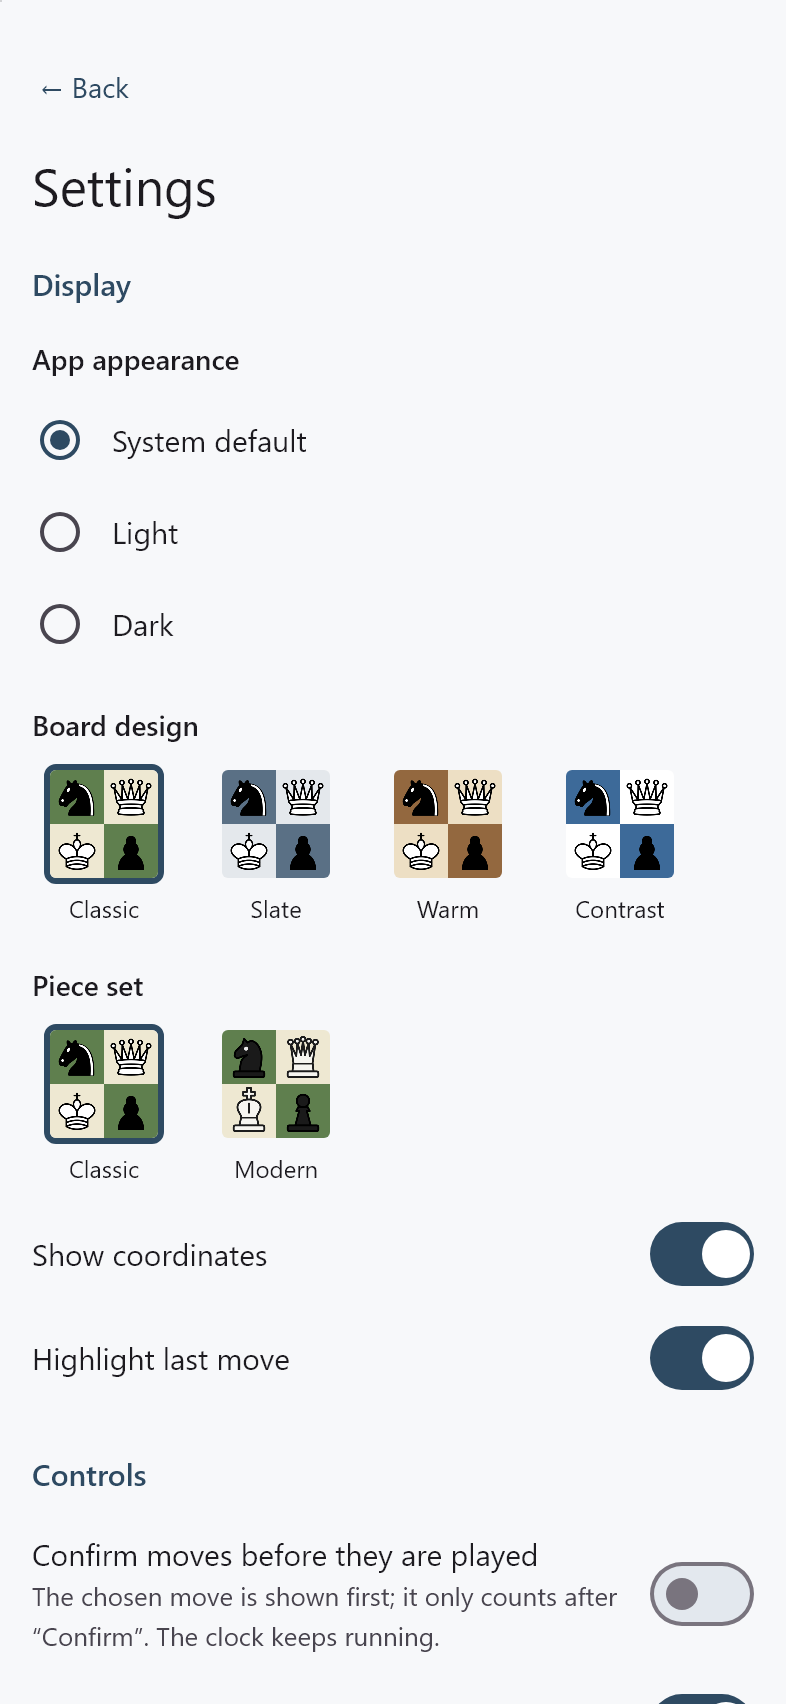 ← Back
Settings
Display
App appearance
System default
Light
Dark
Board design
Classic
Slate
Warm
Contrast
Piece set
Classic
Modern
Show coordinates
Highlight last move
Controls
Confirm moves before they are played
The chosen move is shown first; it only counts after
“Confirm”. The clock keeps running.